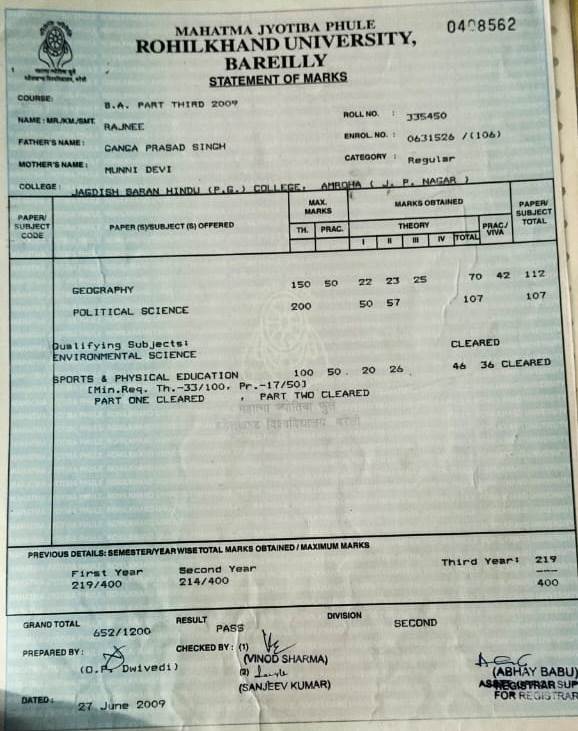 MAHATMA JYOTIBA PHULE
ROHILKHAND UNIVERSITY,
BAREILLY
STATEMENT OF MARKS
COURSE: B.A. PART THIRD 2009
NAME : MR./KM./SMT. RAJNEE
ROLL NO. : 335450
FATHER'S NAME : GANGA PRASAD SINGH
ENROL. NO. : 0631526 /(106)
MOTHER'S NAME : MUNNI DEVI
CATEGORY : Regular
COLLEGE : JAGDISH SARAN HINDU (P.G.) COLLEGE, AMROHA ( J. P. NAGAR )
PAPER/ SUBJECT CODE PAPER (S)/SUBJECT (S) OFFERED MAX. MARKS MARKS OBTAINED PAPER/ SUBJECT TOTAL
TH. PRAC. THEORY PRAC./ VIVA
I II III IV TOTAL
GEOGRAPHY 150 50 22 23 25 70 42 112
POLITICAL SCIENCE 200 50 57 107 107
Qualifying Subjects:
ENVIRONMENTAL SCIENCE CLEARED
SPORTS & PHYSICAL EDUCATION 100 50 20 26 46 36 CLEARED
[Min.Req. Th.-33/100, Pr.-17/50]
PART ONE CLEARED , PART TWO CLEARED
PREVIOUS DETAILS: SEMESTER/YEAR WISE TOTAL MARKS OBTAINED / MAXIMUM MARKS
First Year Second Year Third Year: 219
219/400 214/400 400
GRAND TOTAL 652/1200 RESULT PASS DIVISION SECOND
PREPARED BY : CHECKED BY : (1)
(O.P. Dwivedi) (VINOD SHARMA)
(2)
(SANJEEV KUMAR)
(ABHAY BABU)
FOR REGISTRAR
DATED : 27 June 2009